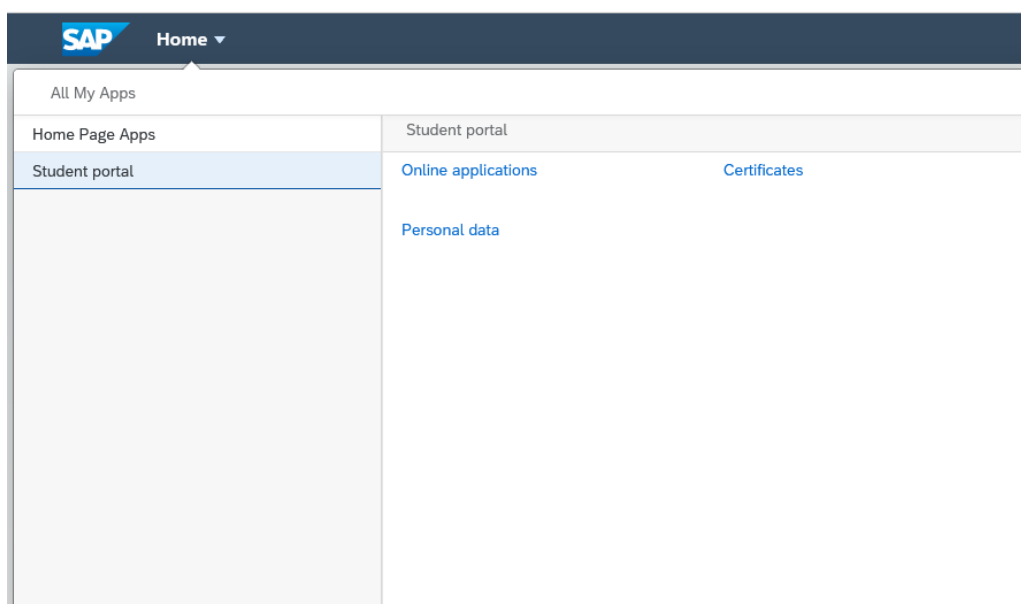 SAP Home
All My Apps
Home Page Apps
Student portal
Student portal
Online applications Certificates
Personal data